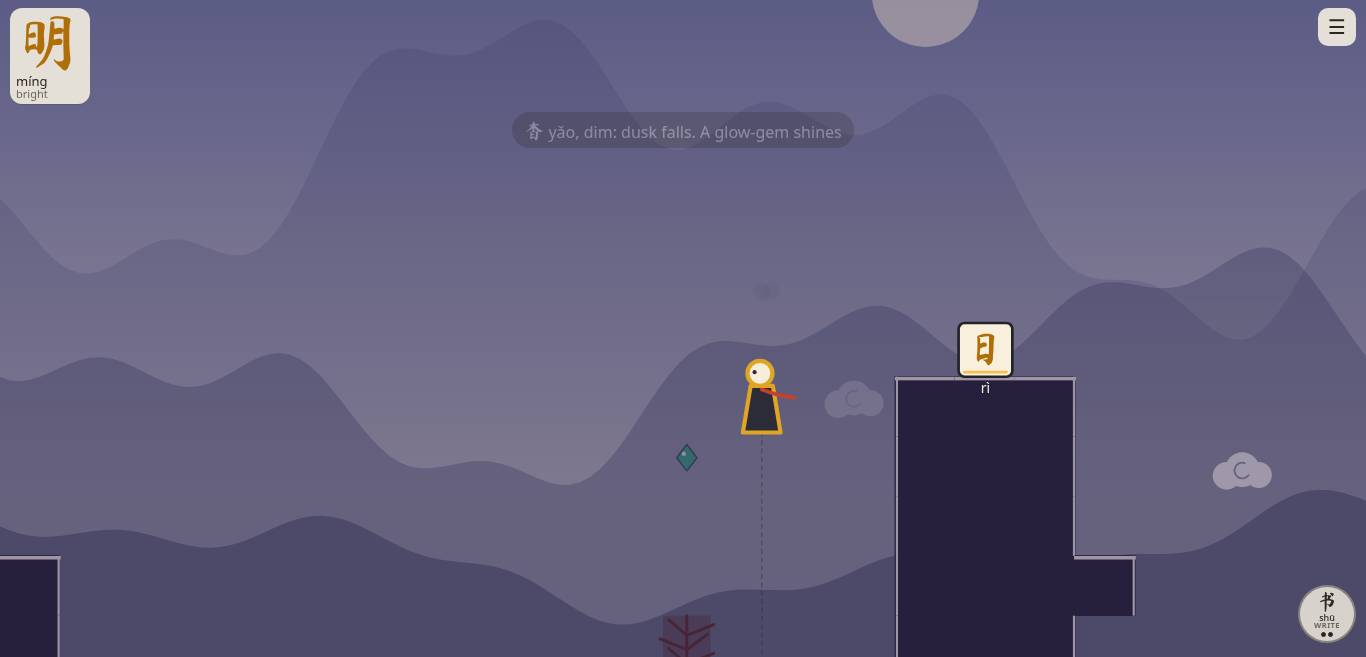 明
míng
bright
杳 yǎo, dim: dusk falls. A glow-gem shines
日
rì
书
shū
WRITE